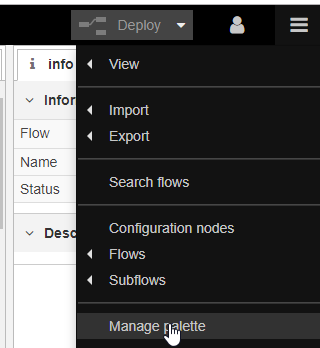 Deploy
i info
Infor
Flow
Name
Status
Desc
View
Import
Export
Search flows
Configuration nodes
Flows
Subflows
Manage palette